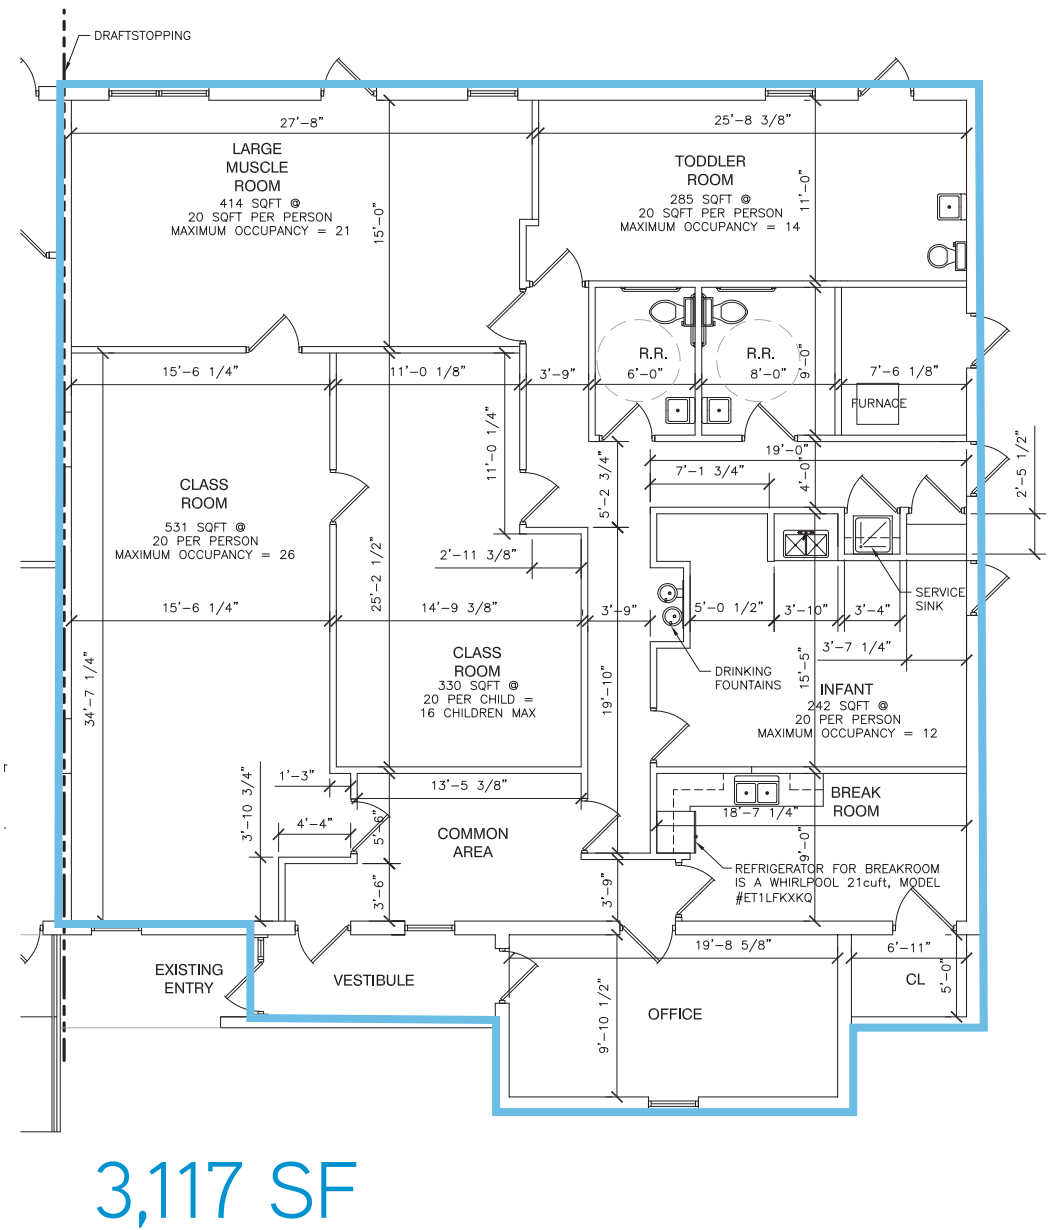 DRAFTSTOPPING
27'-8"
25'-8 3/8"
LARGE
MUSCLE
ROOM
414 SQFT @
20 SQFT PER PERSON
MAXIMUM OCCUPANCY = 21
15'-0"
TODDLER
ROOM
285 SQFT @
20 SQFT PER PERSON
MAXIMUM OCCUPANCY = 14
11'-0"
R.R.
R.R.
15'-6 1/4"
11'-0 1/8"
3'-9"
6'-0"
8'-0"
9'-0"
7'-6 1/8"
FURNACE
11'-0 1/4"
19'-0"
7'-1 3/4"
4'-0"
5'-2 3/4"
2'-5 1/2"
CLASS
ROOM
531 SQFT @
20 PER PERSON
MAXIMUM OCCUPANCY = 26
2'-11 3/8"
25'-2 1/2"
15'-6 1/4"
14'-9 3/8"
3'-9"
5'-0 1/2"
3'-10"
3'-4"
SERVICE
SINK
3'-7 1/4"
CLASS
ROOM
330 SQFT @
20 PER CHILD =
16 CHILDREN MAX
DRINKING
FOUNTAINS
15'-5"
INFANT
242 SQFT @
20 PER PERSON
MAXIMUM OCCUPANCY = 12
34'-7 1/4"
19'-10"
1'-3"
13'-5 3/8"
3'-10 3/4"
4'-4"
5'-6"
COMMON
AREA
BREAK
ROOM
18'-7 1/4"
9'-0"
REFRIGERATOR FOR BREAKROOM
IS A WHIRLPOOL 21cuft, MODEL
#ET1LFKXKQ
3'-6"
3'-9"
EXISTING
ENTRY
VESTIBULE
19'-8 5/8"
6'-11"
CL
5'-0"
OFFICE
9'-10 1/2"
3,117 SF